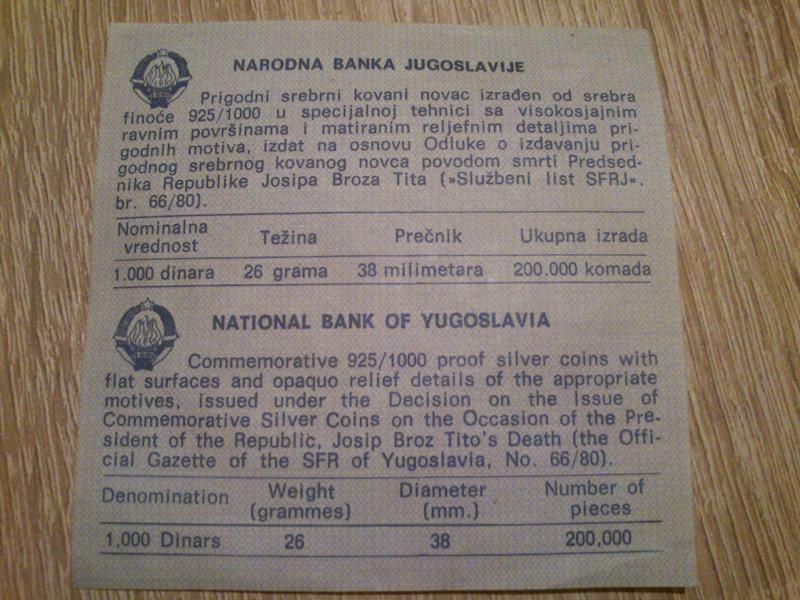 NARODNA BANKA JUGOSLAVIJE
Prigodni srebrni kovani novac izrađen od srebra
finoće 925/1000 u specijalnoj tehnici sa visokosjajnim
ravnim površinama i matiranim reljefnim detaljima pri-
godnih motiva, izdat na osnovu Odluke o izdavanju pri-
godnog srebrnog kovanog novca povodom smrti Predsed-
nika Republike Josipa Broza Tita (»Službeni list SFRJ«,
br. 66/80).
Nominalna vrednost Težina Prečnik Ukupna izrada
1.000 dinara 26 grama 38 milimetara 200.000 komada
NATIONAL BANK OF YUGOSLAVIA
Commemorative 925/1000 proof silver coins with
flat surfaces and opaquo relief details of the appropriate
motives, issued under the Decision on the Issue of
Commemorative Silver Coins on the Occasion of the Pre-
sident of the Republic, Josip Broz Tito's Death (the Offi-
cial Gazette of the SFR of Yugoslavia, No. 66/80).
Denomination Weight (grammes) Diameter (mm.) Number of pieces
1,000 Dinars 26 38 200,000